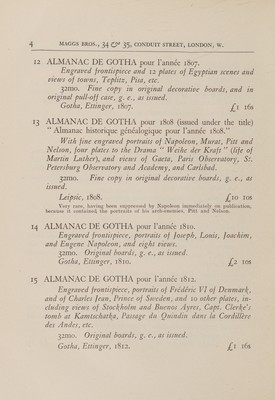 4 MAGGS BROS., 34 & 35, CONDUIT STREET, LONDON, W.
12 ALMANAC DE GOTHA pour l'année 1807.
Engraved frontispiece and 12 plates of Egyptian scenes and
views of towns, Teplitz, Pisa, etc.
32mo. Fine copy in original decorative boards, and in
original pull-off case, g. e., as issued.
Gotha, Ettinger, 1807. £1 16s
13 ALMANAC DE GOTHA pour 1808 (issued under the title)
" Almanac historique généalogique pour l'année 1808."
With fine engraved portraits of Napoleon, Murat, Pitt and
Nelson, four plates to the Drama " Weihe der Kraft " (life of
Martin Luther), and views of Gaeta, Paris Observatory, St.
Petersburg Observatory and Academy, and Carlsbad.
32mo. Fine copy in original decorative boards, g. e., as
issued.
Leipsic, 1808. £10 10s
Very rare, having been suppressed by Napoleon immediately on publication,
because it contained the portraits of his arch-enemies, Pitt and Nelson.
14 ALMANAC DE GOTHA pour l'année 1810.
Engraved frontispiece, portraits of Joseph, Louis, Joachim,
and Eugene Napoleon, and eight views.
32mo. Original boards, g. e., as issued.
Gotha, Ettinger, 1810. £2 10s
15 ALMANAC DE GOTHA pour l'année 1812.
Engraved frontispiece, portraits of Frédéric VI of Denmark,
and of Charles Jean, Prince of Sweden, and 10 other plates, in-
cluding views of Stockholm and Buenos Ayres, Capt. Clerke's
tomb at Kamtschatka, Passage du Quindiu dans la Cordillère
des Andes, etc.
32mo. Original boards, g. e., as issued.
Gotha, Ettinger, 1812. £1 16s